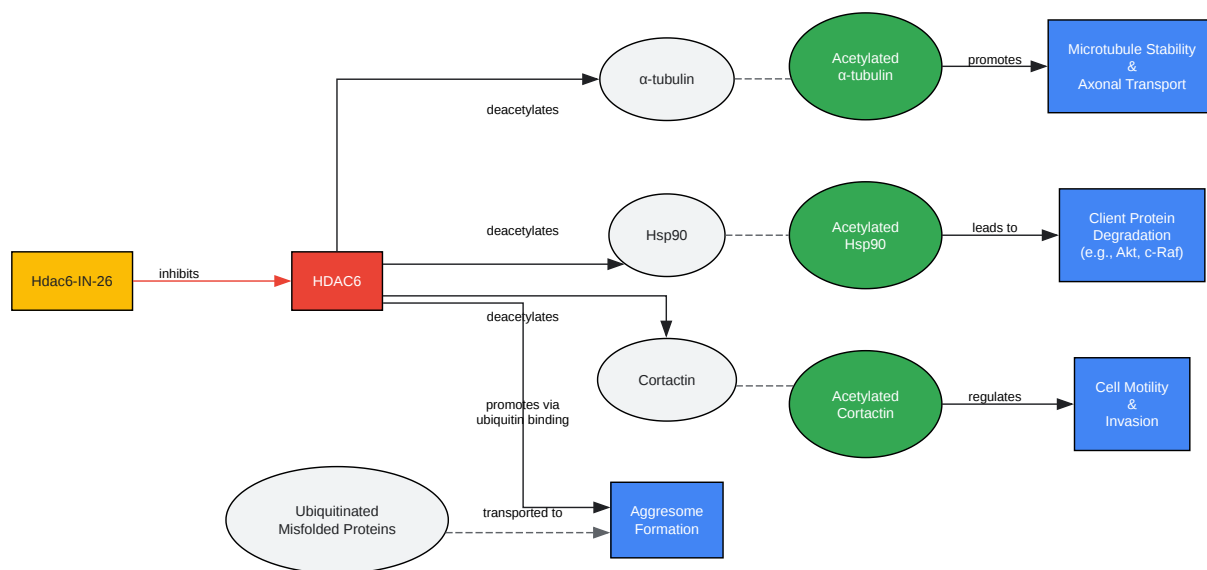 α-tubulin
Acetylated
α-tubulin
promotes
Microtubule Stability
&
Axonal Transport
deacetylates
deacetylates
Hsp90
Acetylated
Hsp90
leads to
Client Protein
Degradation
(e.g., Akt, c-Raf)
Hdac6-IN-26
inhibits
HDAC6
deacetylates
Cortactin
Acetylated
Cortactin
regulates
Cell Motility
&
Invasion
promotes via
ubiquitin binding
Ubiquitinated
Misfolded Proteins
transported to
Aggresome
Formation